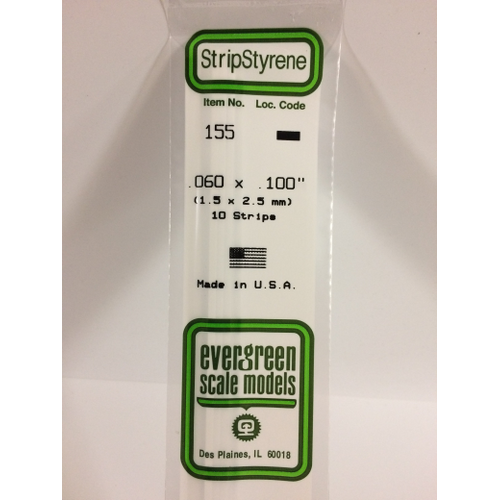 StripStyrene
Item No. Loc. Code
155
.060 x .100"
(1.5 x 2.5 mm)
10 Strips
Made in U.S.A.
evergreen
scale models
Des Plaines, IL 60018